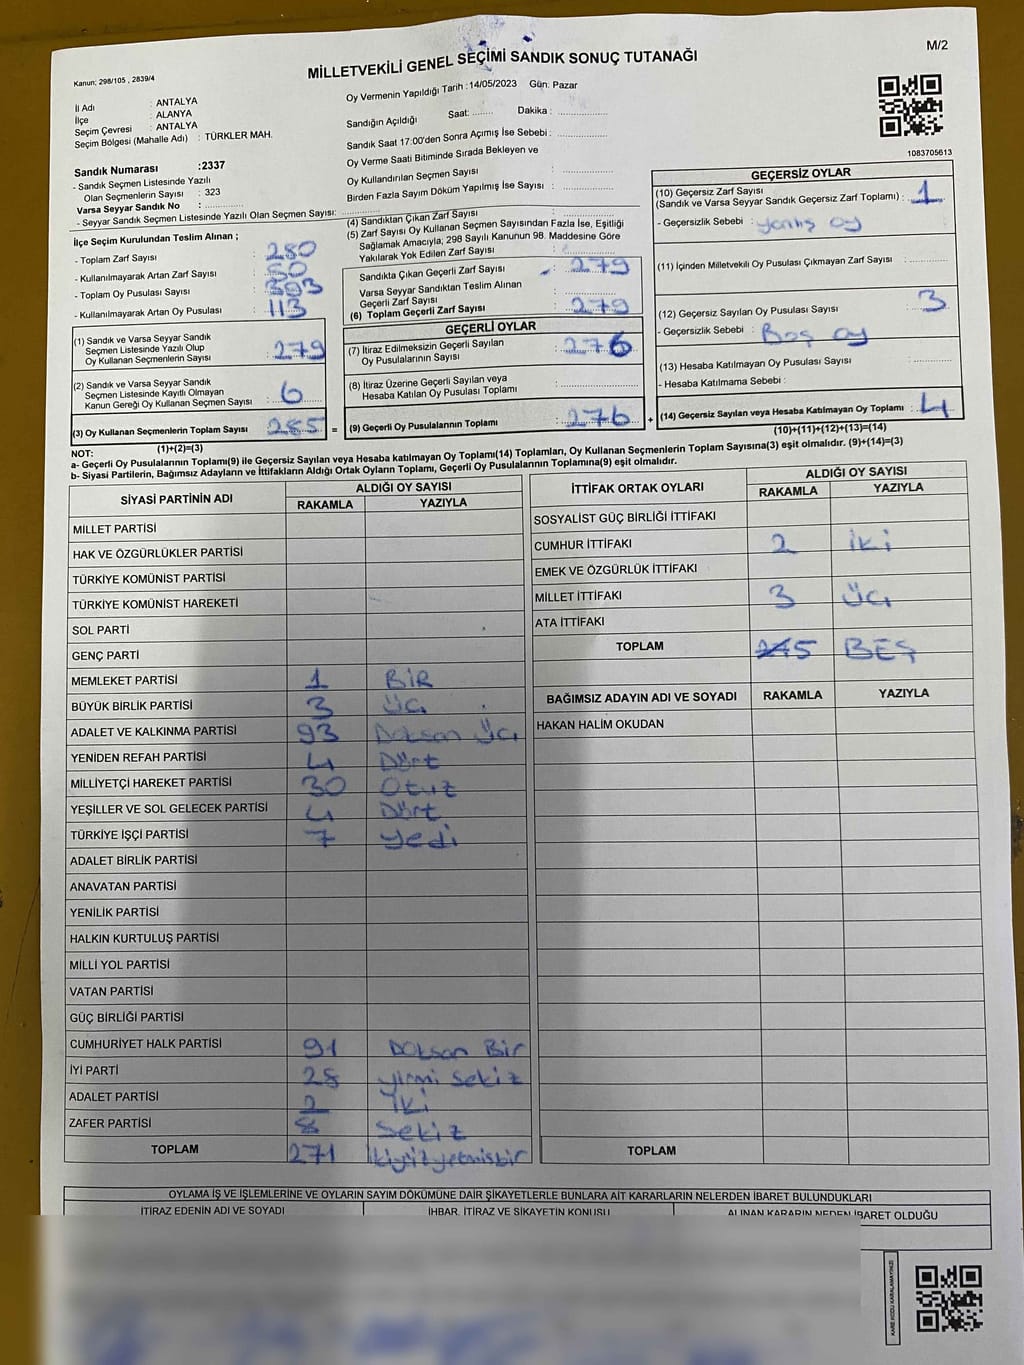 M/2
MİLLETVEKİLİ GENEL SEÇİMİ SANDIK SONUÇ TUTANAĞI
Kanun: 298/105 , 2839/4
İl Adı : ANTALYA
İlçe : ALANYA
Seçim Çevresi : ANTALYA
Seçim Bölgesi (Mahalle Adı) : TÜRKLER MAH.
Sandık Numarası :2337
- Sandık Seçmen Listesinde Yazılı
Olan Seçmenlerin Sayısı : 323
Varsa Seyyar Sandık No :
- Seyyar Sandık Seçmen Listesinde Yazılı Olan Seçmen Sayısı:
Oy Vermenin Yapıldığı Tarih :14/05/2023 Gün: Pazar
Sandığın Açıldığı Saat: Dakika :
Sandık Saat 17:00'den Sonra Açımış İse Sebebi :
Oy Verme Saati Bitiminde Sırada Bekleyen ve
Oy Kullandırılan Seçmen Sayısı :
Birden Fazla Sayım Döküm Yapılmış İse Sayısı :
1083705613
İlçe Seçim Kurulundan Teslim Alınan ;
- Toplam Zarf Sayısı : 280
- Kullanılmayarak Artan Zarf Sayısı : 50
- Toplam Oy Pusulası Sayısı : 393
- Kullanılmayarak Artan Oy Pusulası : 113
(1) Sandık ve Varsa Seyyar Sandık
Seçmen Listesinde Yazılı Olup
Oy Kullanan Seçmenlerin Sayısı : 279
(2) Sandık ve Varsa Seyyar Sandık
Seçmen Listesinde Kayıtlı Olmayan
Kanun Gereği Oy Kullanan Seçmen Sayısı : 6
(3) Oy Kullanan Seçmenlerin Toplam Sayısı : 285 =
(1)+(2)=(3)
(4) Sandıktan Çıkan Zarf Sayısı :
(5) Zarf Sayısı Oy Kullanan Seçmen Sayısından Fazla İse, Eşitliği
Sağlamak Amacıyla; 298 Sayılı Kanunun 98. Maddesine Göre
Yakılarak Yok Edilen Zarf Sayısı :
Sandıkta Çıkan Geçerli Zarf Sayısı : 279
Varsa Seyyar Sandıktan Teslim Alınan
Geçerli Zarf Sayısı :
(6) Toplam Geçerli Zarf Sayısı : 279
GEÇERLİ OYLAR
(7) İtiraz Edilmeksizin Geçerli Sayılan
Oy Pusulalarının Sayısı : 276
(8) İtiraz Üzerine Geçerli Sayılan veya
Hesaba Katılan Oy Pusulası Toplamı :
(9) Geçerli Oy Pusulalarının Toplamı : 276 +
GEÇERSİZ OYLAR
(10) Geçersiz Zarf Sayısı
(Sandık ve Varsa Seyyar Sandık Geçersiz Zarf Toplamı) : 1
- Geçersizlik Sebebi : yanlış oy
(11) İçinden Milletvekili Oy Pusulası Çıkmayan Zarf Sayısı :
(12) Geçersiz Sayılan Oy Pusulası Sayısı : 3
- Geçersizlik Sebebi : Boş oy
(13) Hesaba Katılmayan Oy Pusulası Sayısı :
- Hesaba Katılmama Sebebi :
(14) Geçersiz Sayılan veya Hesaba Katılmayan Oy Toplamı : 4
(10)+(11)+(12)+(13)=(14)
NOT:
a- Geçerli Oy Pusulalarının Toplamı(9) ile Geçersiz Sayılan veya Hesaba katılmayan Oy Toplamı(14) Toplamları, Oy Kullanan Seçmenlerin Toplam Sayısına(3) eşit olmalıdır. (9)+(14)=(3)
b- Siyasi Partilerin, Bağımsız Adayların ve İttifakların Aldığı Ortak Oyların Toplamı, Geçerli Oy Pusulalarının Toplamına(9) eşit olmalıdır.
SİYASİ PARTİNİN ADI ALDIĞI OY SAYISI
RAKAMLA YAZIYLA
MİLLET PARTİSİ
HAK VE ÖZGÜRLÜKLER PARTİSİ
TÜRKİYE KOMÜNİST PARTİSİ
TÜRKİYE KOMÜNİST HAREKETİ
SOL PARTİ
GENÇ PARTİ
MEMLEKET PARTİSİ 1 BİR
BÜYÜK BİRLİK PARTİSİ 3 Üç
ADALET VE KALKINMA PARTİSİ 93 Doksan Üç
YENİDEN REFAH PARTİSİ 4 Dört
MİLLİYETÇİ HAREKET PARTİSİ 30 Otuz
YEŞİLLER VE SOL GELECEK PARTİSİ 4 Dört
TÜRKİYE İŞÇİ PARTİSİ 7 yedi
ADALET BİRLİK PARTİSİ
ANAVATAN PARTİSİ
YENİLİK PARTİSİ
HALKIN KURTULUŞ PARTİSİ
MİLLİ YOL PARTİSİ
VATAN PARTİSİ
GÜÇ BİRLİĞİ PARTİSİ
CUMHURİYET HALK PARTİSİ 91 Doksan Bir
İYİ PARTİ 28 yirmi sekiz
ADALET PARTİSİ 2 İki
ZAFER PARTİSİ 8 sekiz
TOPLAM 271 ikiyüzyetmişbir
İTTİFAK ORTAK OYLARI ALDIĞI OY SAYISI
RAKAMLA YAZIYLA
SOSYALİST GÜÇ BİRLİĞİ İTTİFAKI
CUMHUR İTTİFAKI 2 İki
EMEK VE ÖZGÜRLÜK İTTİFAKI
MİLLET İTTİFAKI 3 Üç
ATA İTTİFAKI
TOPLAM 5 BEŞ
BAĞIMSIZ ADAYIN ADI VE SOYADI RAKAMLA YAZIYLA
HAKAN HALİM OKUDAN
TOPLAM
OYLAMA İŞ VE İŞLEMLERİNE VE OYLARIN SAYIM DÖKÜMÜNE DAİR ŞİKAYETLERLE BUNLARA AİT KARARLARIN NELERDEN İBARET BULUNDUKLARI
İTİRAZ EDENİN ADI VE SOYADI İHBAR, İTİRAZ VE ŞİKAYETİN KONUSU ALINAN KARARIN NEDEN İBARET OLDUĞU
KARE KODU KARALAMAYINIZ!